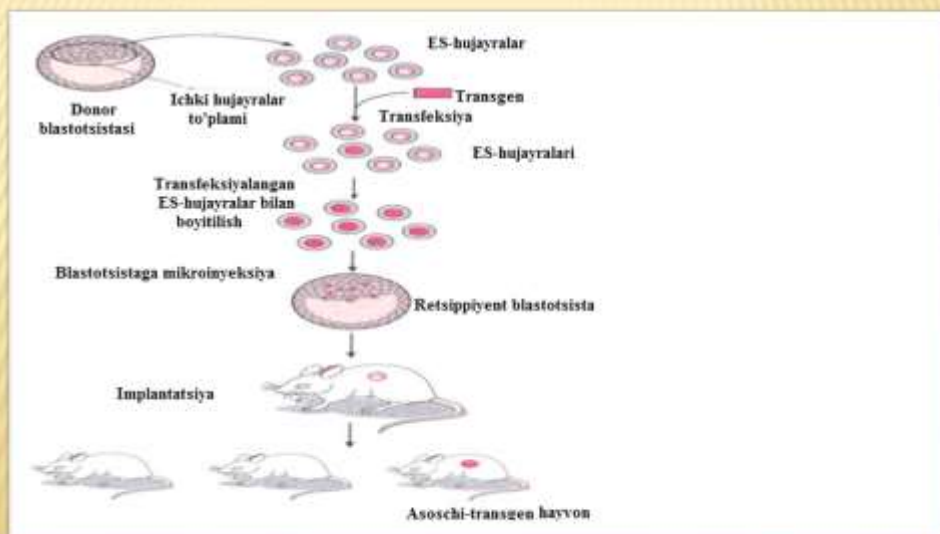 ES-hujayralar
Ichki hujayralar
to'plami
Donor
blastotsistasi
Transgen
Transfeksiya
ES-hujayralari
Transfeksiyalangan
ES-hujayralar bilan
boyitilish
Blastotsistaga mikroinyeksiya
Retsippiyent blastotsista
Implantatsiya
Asoschi-transgen hayvon